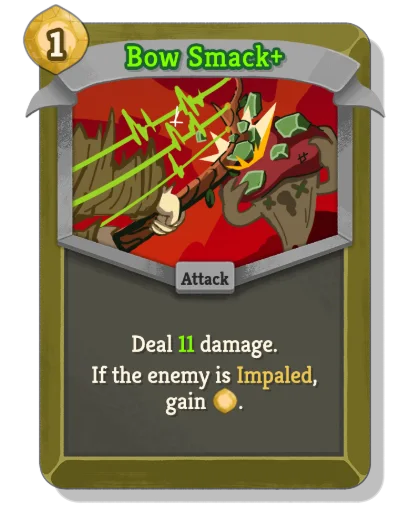 1
Bow Smack+
Attack
Deal 11 damage.
If the enemy is Impaled,
gain .